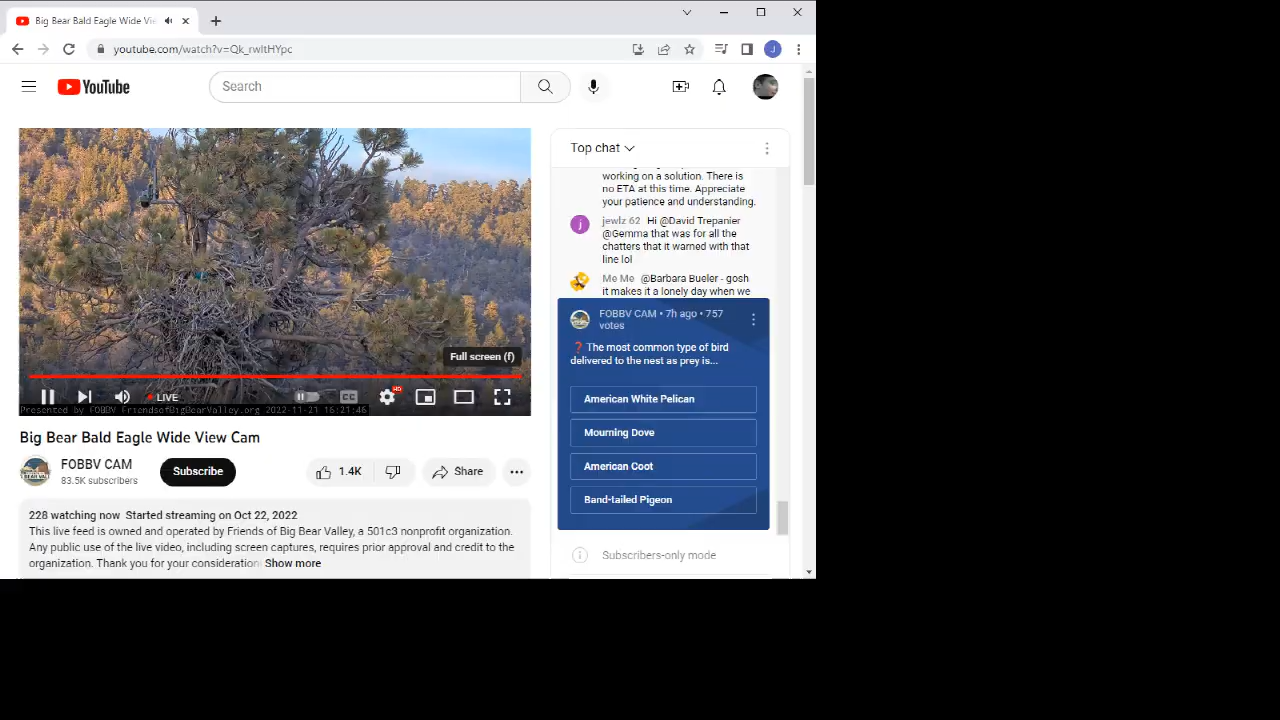 Big Bear Bald Eagle Wide Vi
youtube.com/watch?v=Qk_rwltHYpc
J
YouTube
Search
Top chat
working on a solution. There is
no ETA at this time. Appreciate
your patience and understanding.
j
jewlz 62 Hi @David Trepanier
@Gemma that was for all the
chatters that it warned with that
line lol
Me Me @Barbara Bueler - gosh
it makes it a lonely day when we
FOBBV CAM • 7h ago • 757
votes
❓The most common type of bird
delivered to the nest as prey is...
American White Pelican
Mourning Dove
American Coot
Band-tailed Pigeon
Subscribers-only mode
Full screen (f)
LIVE
CC
HD
Presented by FOBBV FriendsofBigBearValley.org 2022-11-21 16:21:46
Big Bear Bald Eagle Wide View Cam
FOBBV CAM
83.5K subscribers
Subscribe
1.4K
Share
228 watching now Started streaming on Oct 22, 2022
This live feed is owned and operated by Friends of Big Bear Valley, a 501c3 nonprofit organization.
Any public use of the live video, including screen captures, requires prior approval and credit to the
organization. Thank you for your consideration Show more